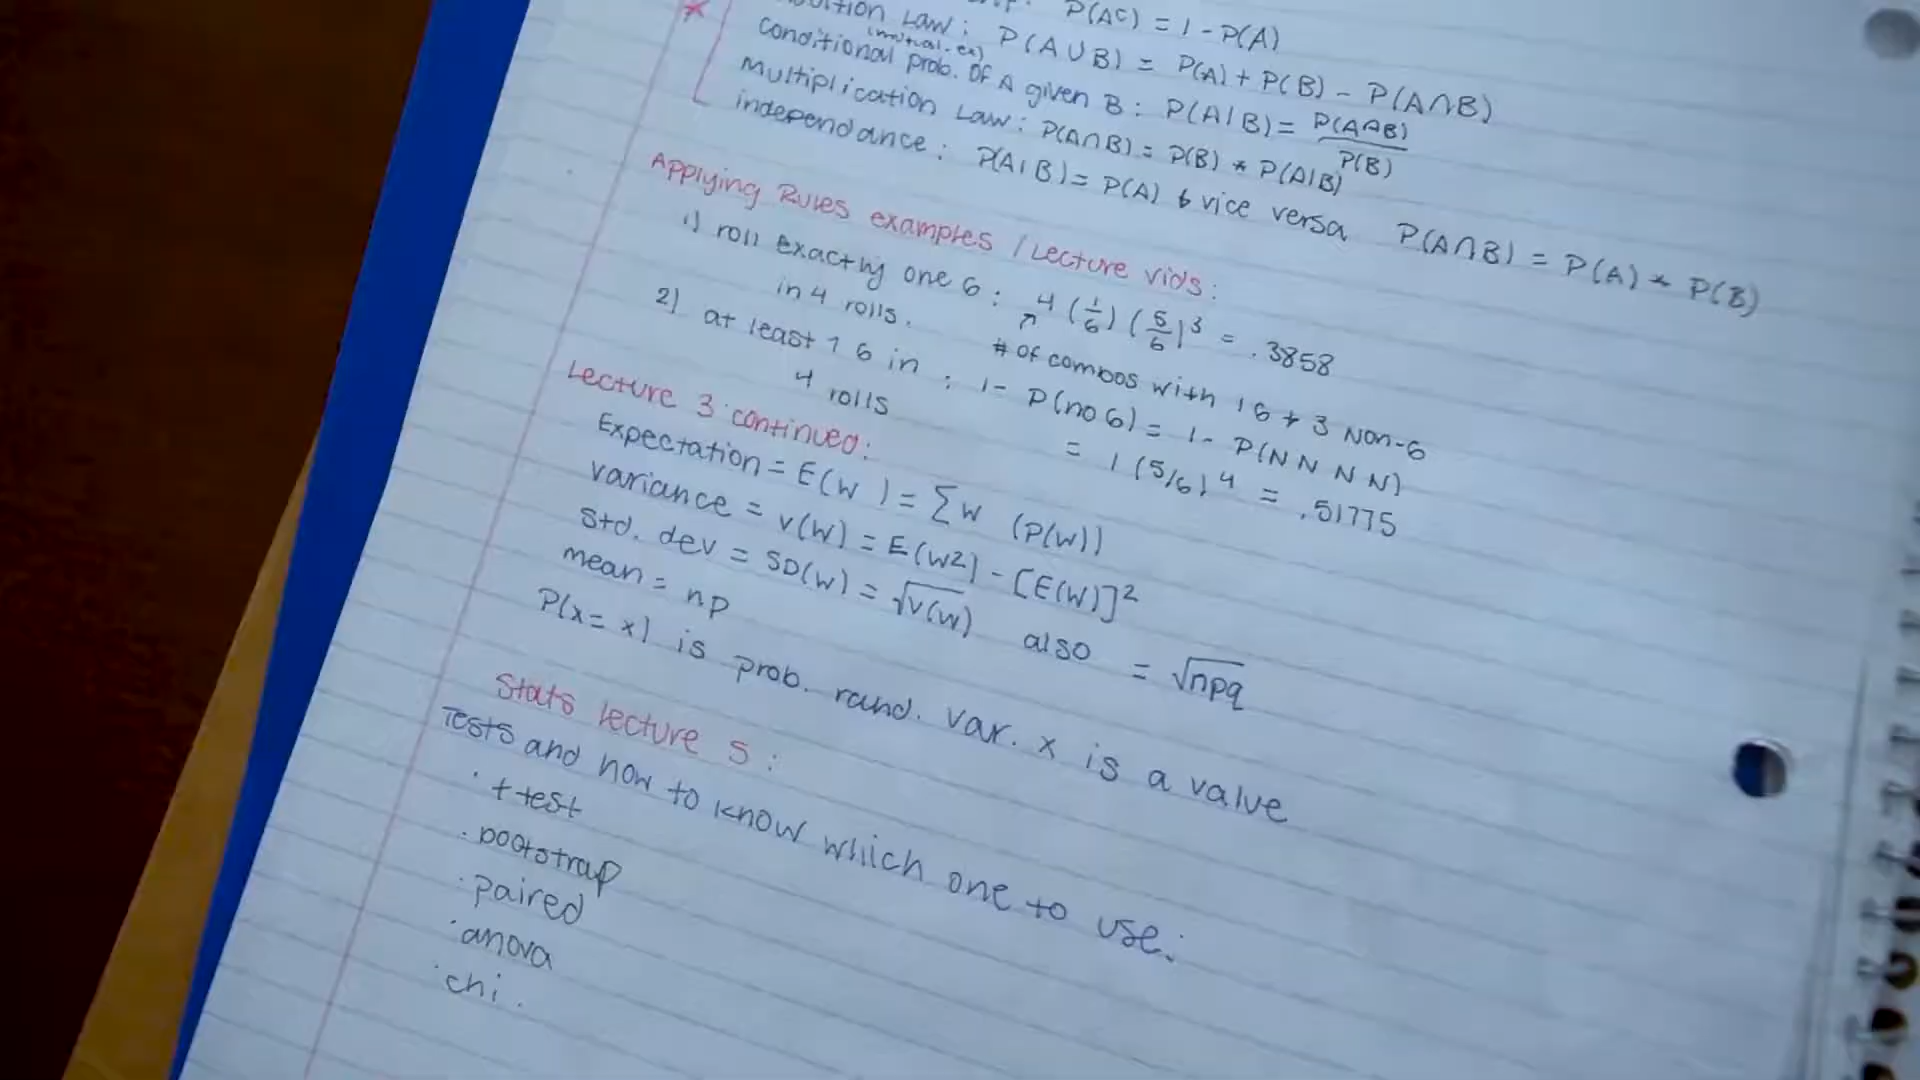 P(AC) = 1 - P(A)
Law: P(A∪B) = P(A) + P(B) - P(A∩B)
(mutual. ex)
Conditional prob. Of A given B: P(A|B) = P(A∩B)
P(B)
Multiplication Law: P(A∩B) = P(B) * P(A|B)
independance: P(A|B) = P(A) & vice versa P(A∩B) = P(A) * P(B)
Applying Rules examples / Lecture vids:
1) roll exactly one 6: 4 (1/6) (5/6)^3 = .3858
in 4 rolls. # of combos with 1 6 + 3 Non-6
2) at least 1 6 in : 1 - P(no 6) = 1 - P(N N N N)
4 rolls = 1 (5/6)^4 = .51775
Lecture 3 continued:
Expectation = E(W) = ∑W (P(W))
variance = V(W) = E(W2) - [E(W)]^2
Std. dev = SD(W) = √V(W) also = √npq
mean = np
P(x = x) is prob. rand. var. x is a value
Stats lecture 5:
Tests and how to know which one to use:
· t test
· bootstrap
· paired
· anova
· chi.